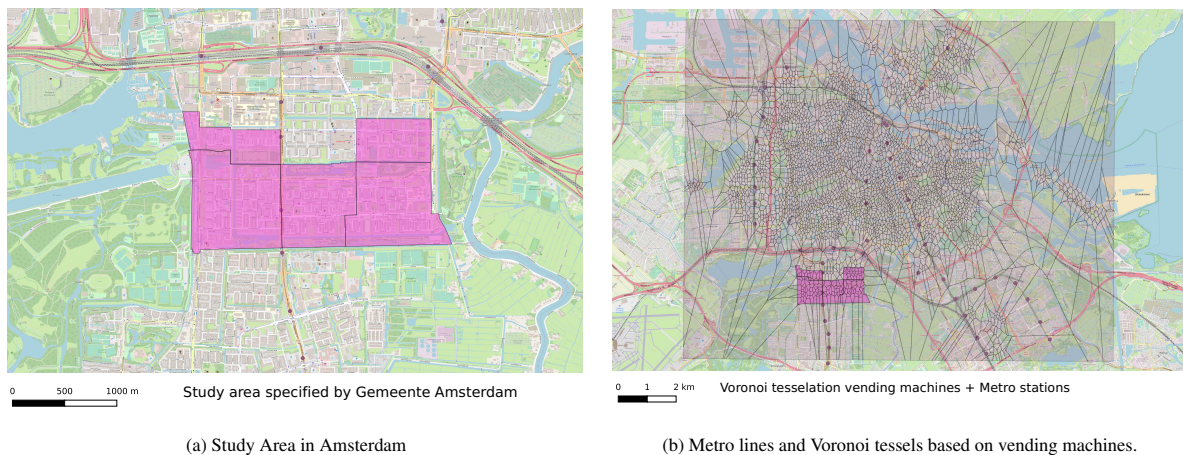 0 500 1000 m
Study area specified by Gemeente Amsterdam
(a) Study Area in Amsterdam
0 1 2 km
Voronoi tesselation vending machines + Metro stations
(b) Metro lines and Voronoi tessels based on vending machines.